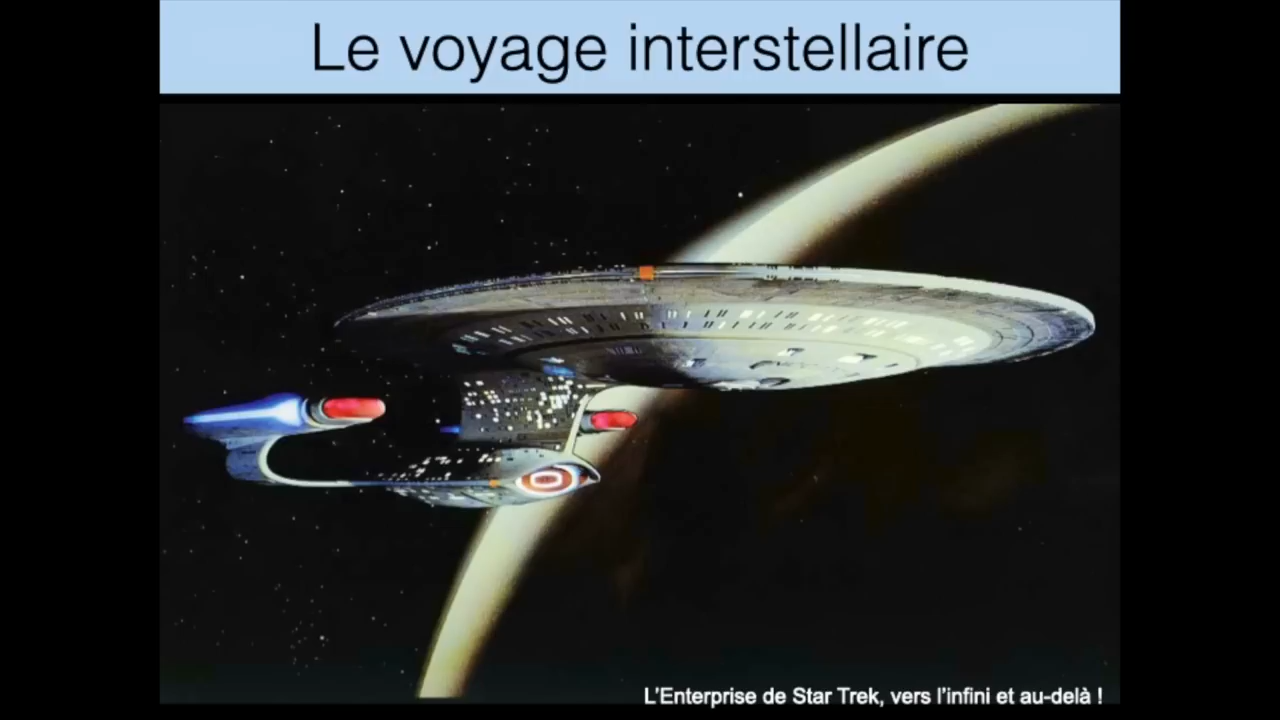 Le voyage interstellaire
L'Enterprise de Star Trek, vers l'infini et au-delà !